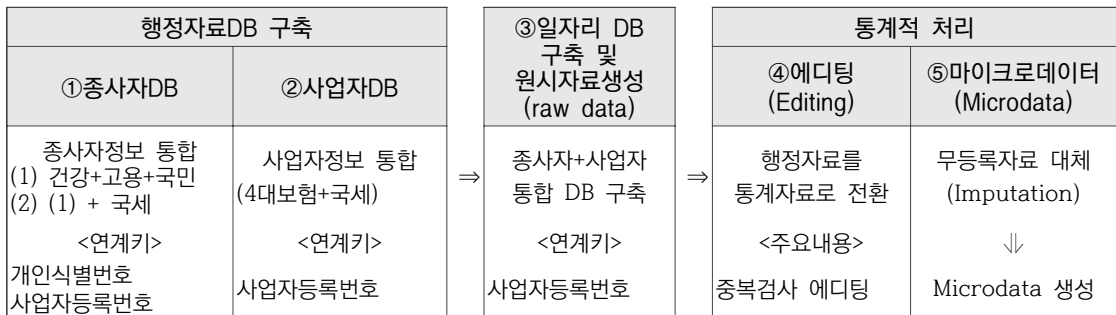 행정자료DB 구축
①종사자DB
②사업자DB
③일자리 DB
구축 및
원시자료생성
(raw data)
통계적 처리
④에디팅
(Editing)
⑤마이크로데이터
(Microdata)
종사자정보 통합
(1) 건강+고용+국민
(2) (1) + 국세
<연계키>
개인식별번호
사업자등록번호
사업자정보 통합
(4대보험+국세)
<연계키>
사업자등록번호
⇒
종사자+사업자
통합 DB 구축
<연계키>
사업자등록번호
⇒
행정자료를
통계자료로 전환
<주요내용>
중복검사 에디팅
무등록자료 대체
(Imputation)
⇓
Microdata 생성